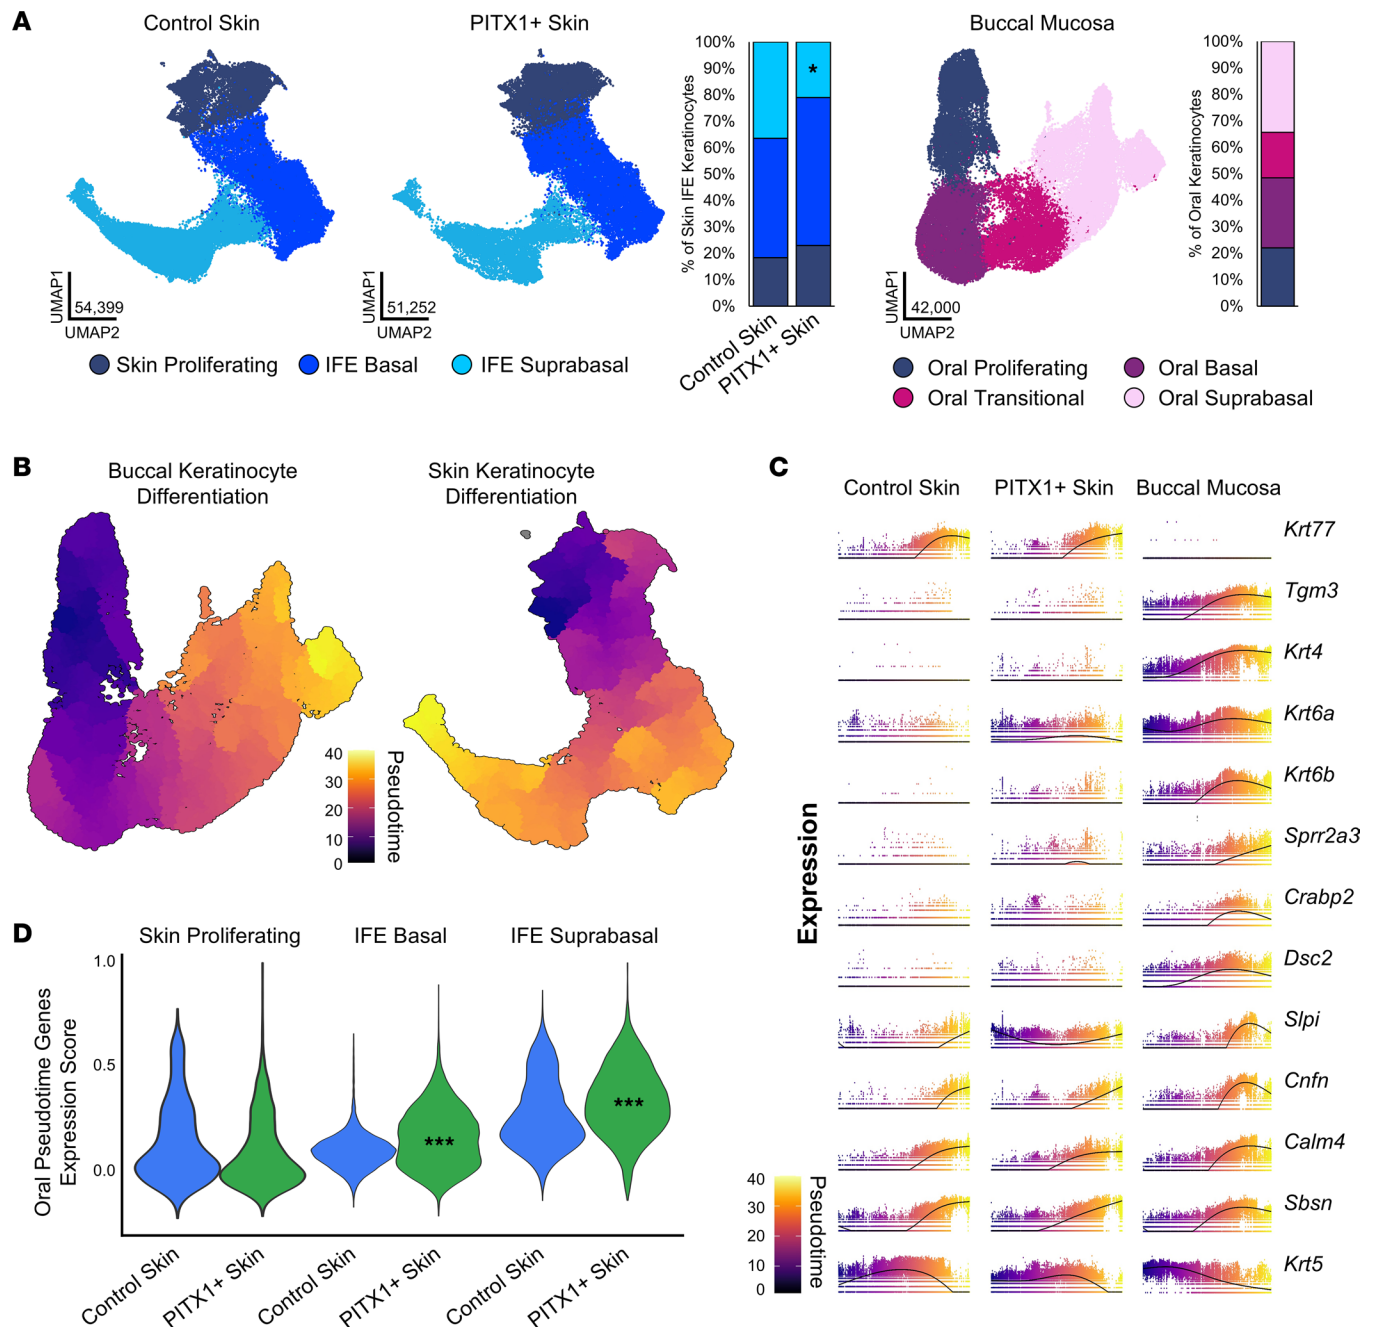 A
Control Skin
PITX1+ Skin
Buccal Mucosa
100%
90%
80%
70%
60%
50%
40%
30%
20%
10%
0%
% of Skin IFE Keratinocytes
*
Control Skin
PITX1+ Skin
UMAP1
54,399
UMAP2
UMAP1
51,252
UMAP2
UMAP1
42,000
UMAP2
100%
90%
80%
70%
60%
50%
40%
30%
20%
10%
0%
% of Oral Keratinocytes
Skin Proliferating
IFE Basal
IFE Suprabasal
Oral Proliferating
Oral Basal
Oral Transitional
Oral Suprabasal
B
Buccal Keratinocyte
Differentiation
Skin Keratinocyte
Differentiation
40
30
20
10
0
Pseudotime
C
Control Skin
PITX1+ Skin
Buccal Mucosa
Expression
Krt77
Tgm3
Krt4
Krt6a
Krt6b
Sprr2a3
Crabp2
Dsc2
Slpi
Cnfn
Calm4
Sbsn
Krt5
40
30
20
10
0
Pseudotime
D
Skin Proliferating
IFE Basal
IFE Suprabasal
Oral Pseudotime Genes
Expression Score
1.0
0.5
0.0
***
***
Control Skin
PITX1+ Skin
Control Skin
PITX1+ Skin
Control Skin
PITX1+ Skin